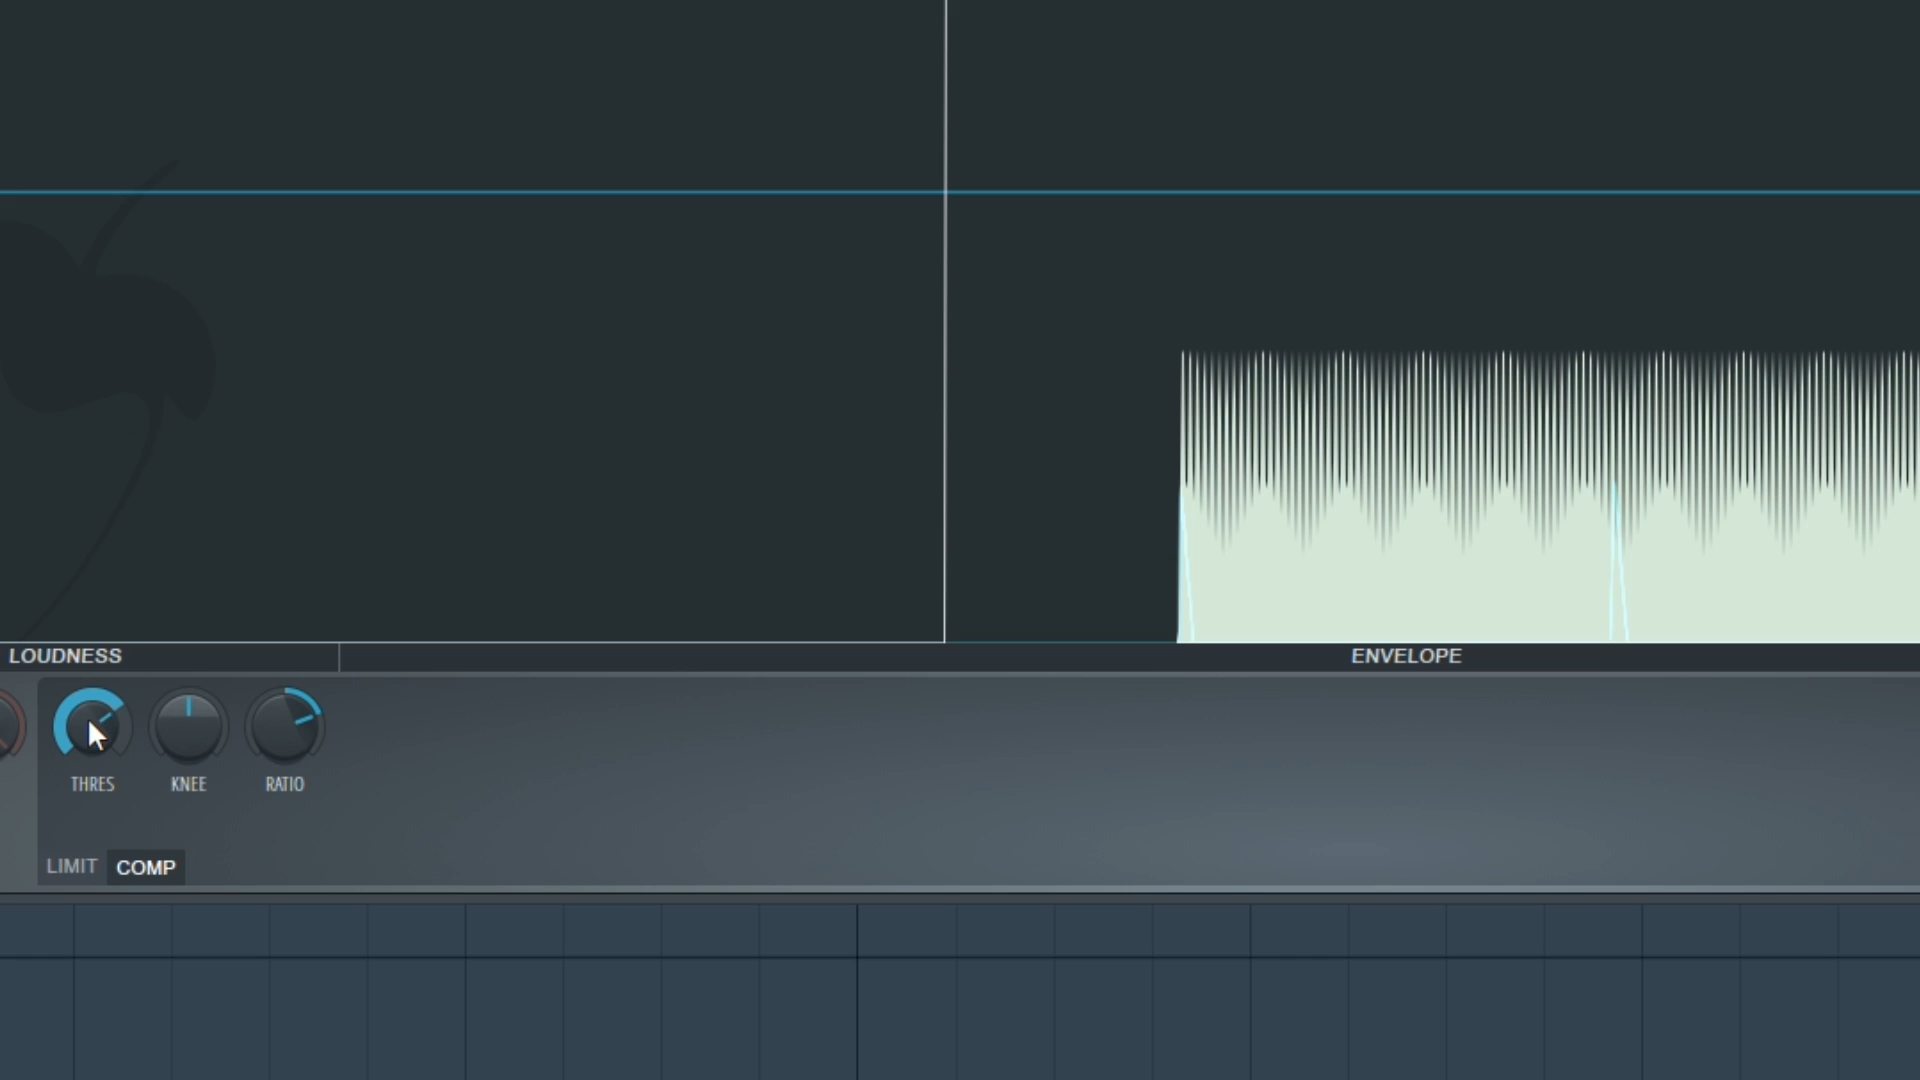 LOUDNESS
ENVELOPE
THRES
KNEE
RATIO
LIMIT
COMP